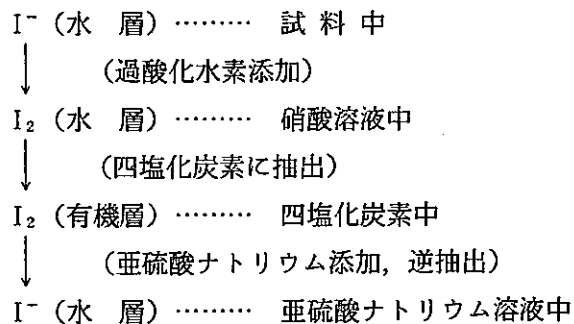 I⁻（水　層）………　試 料 中
（過酸化水素添加）
I₂（水　層）………　硝酸溶液中
（四塩化炭素に抽出）
I₂（有機層）………　四塩化炭素中
（亜硫酸ナトリウム添加，逆抽出）
I⁻（水　層）………　亜硫酸ナトリウム溶液中